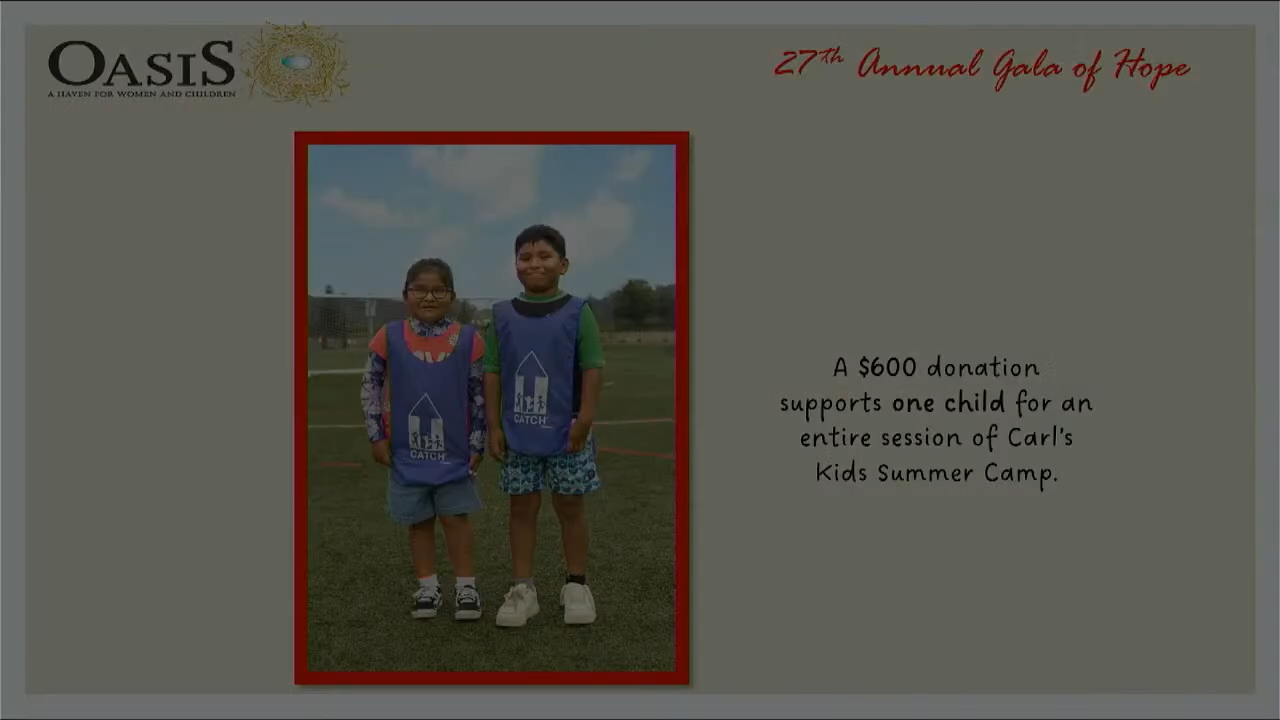 OASIS
A HAVEN FOR WOMEN AND CHILDREN
27th Annual Gala of Hope
CATCH
CATCH
A $600 donation
supports one child for an
entire session of Carl's
Kids Summer Camp.